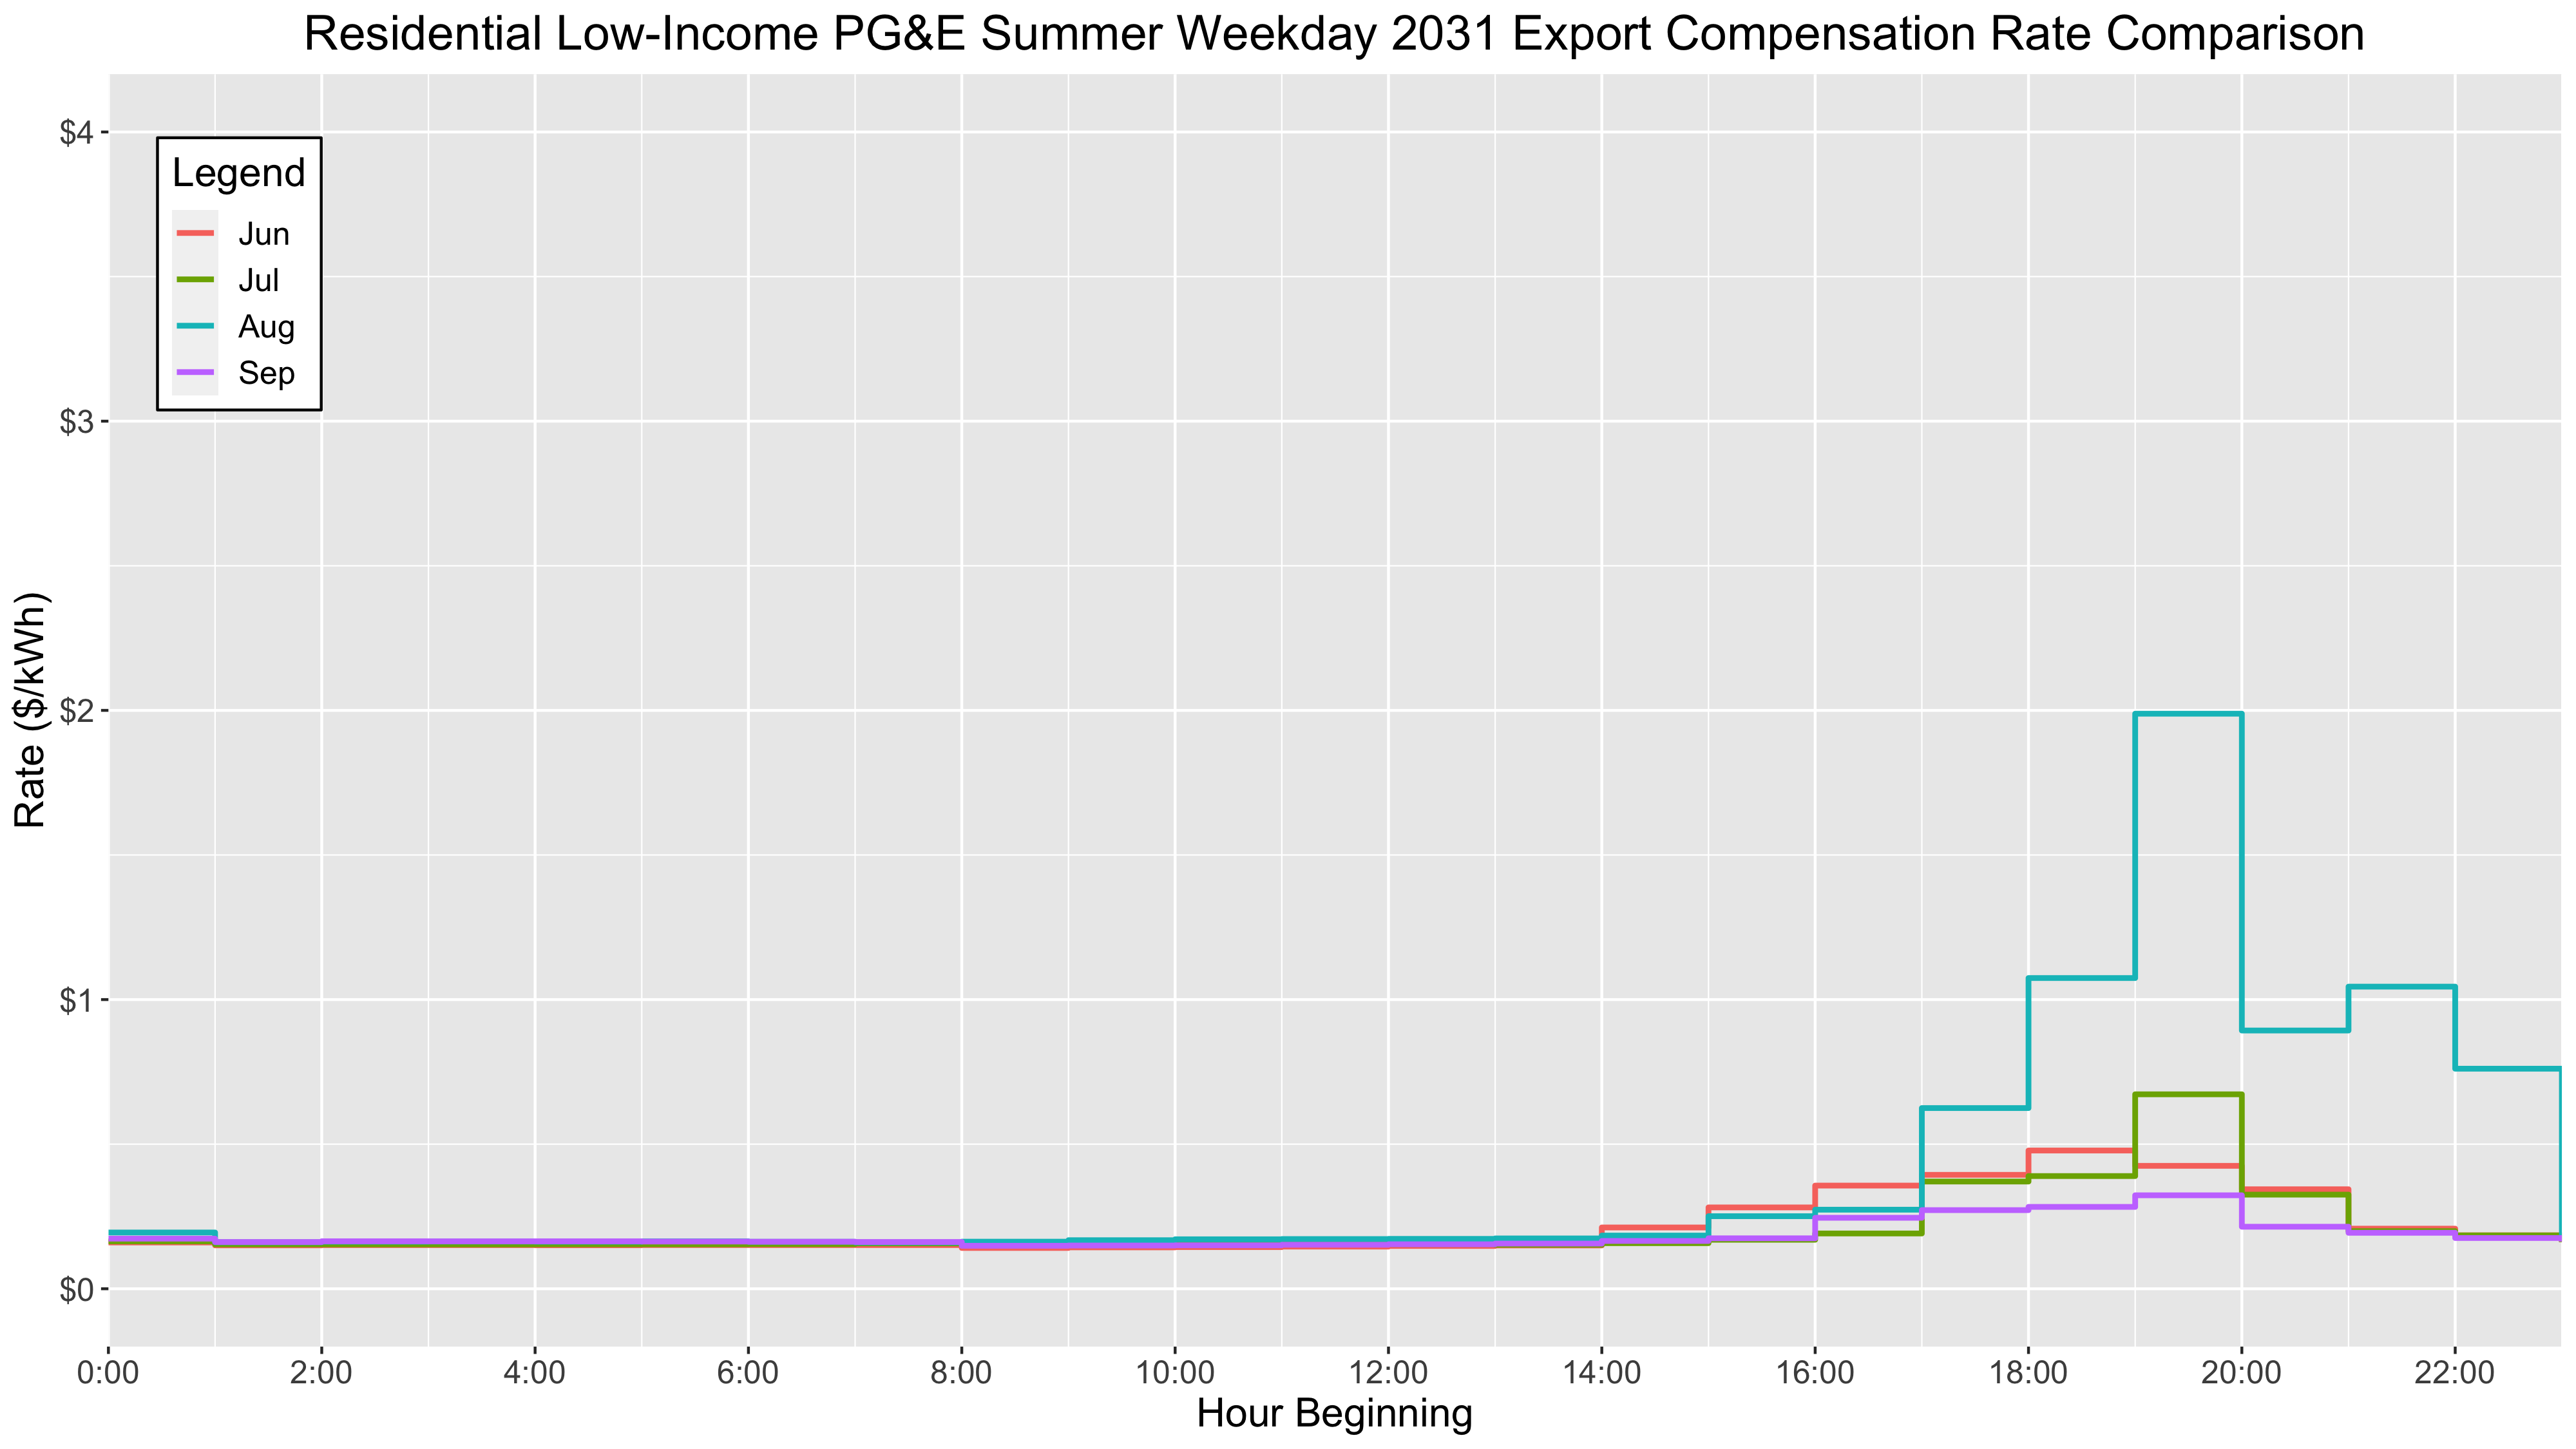 Residential Low-Income PG&E Summer Weekday 2031 Export Compensation Rate Comparison
$4
Legend
Jun
Jul
Aug
Sep
$3
Rate ($/kWh)
$2
$1
$0
0:00 2:00 4:00 6:00 8:00 10:00 12:00 14:00 16:00 18:00 20:00 22:00
Hour Beginning